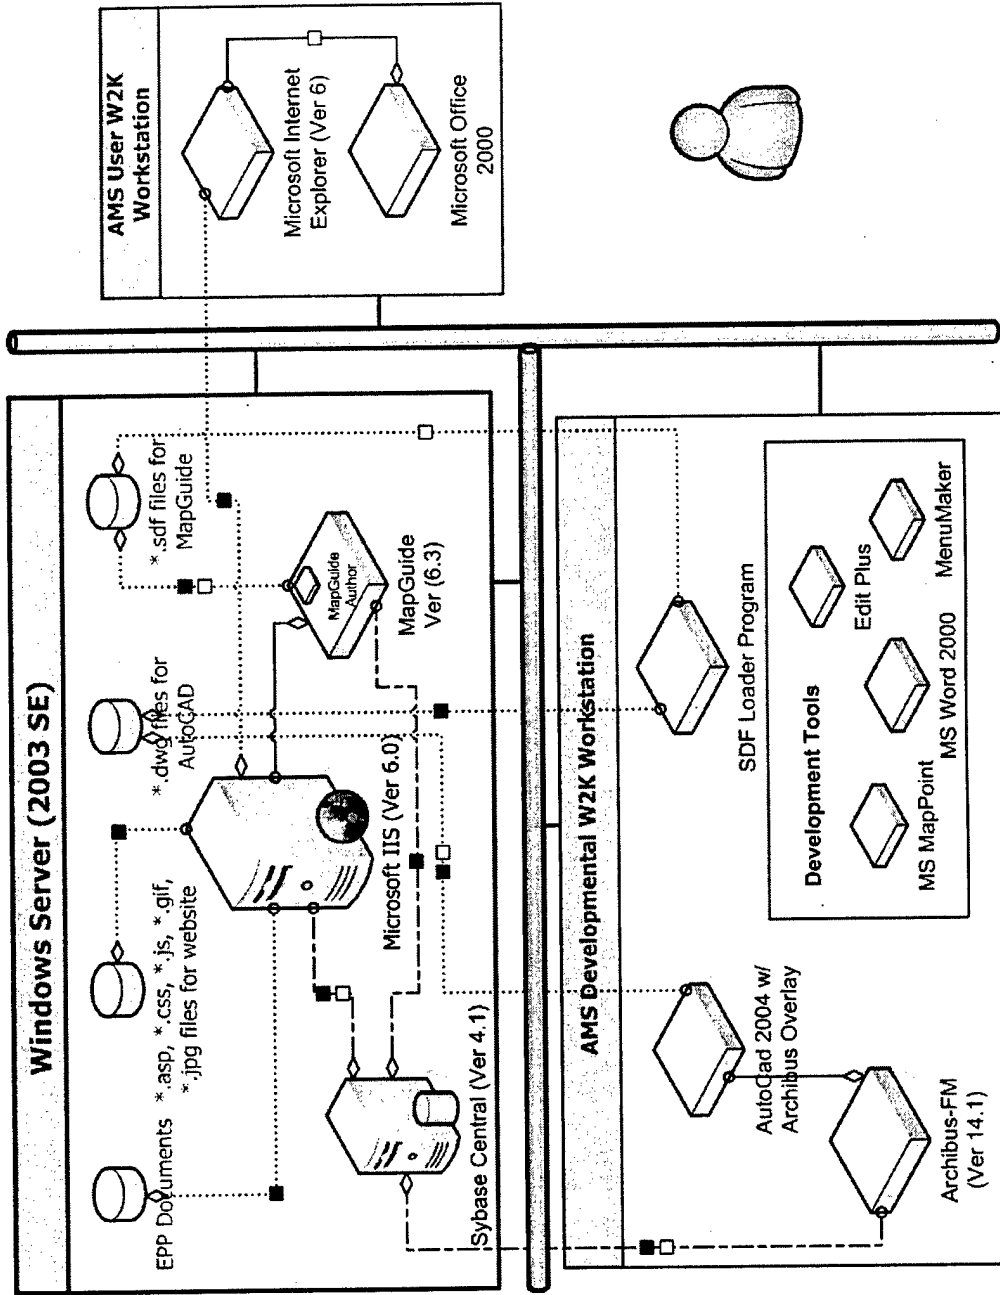 Windows Server (2003 SE)
EPP Documents
*.asp, *.css, *.js, *.gif,
*.jpg files for website
*.dwg files for
AutoCAD
*.sdf files for
MapGuide
MapGuide
Author
MapGuide
Ver (6.3)
Microsoft IIS (Ver 6.0)
Sybase Central (Ver 4.1)
AMS User W2K
Workstation
Microsoft Internet
Explorer (Ver 6)
Microsoft Office
2000
AMS Developmental W2K Workstation
AutoCad 2004 w/
Archibus Overlay
Archibus-FM
(Ver 14.1)
SDF Loader Program
Development Tools
Edit Plus
MS MapPoint
MS Word 2000
MenuMaker